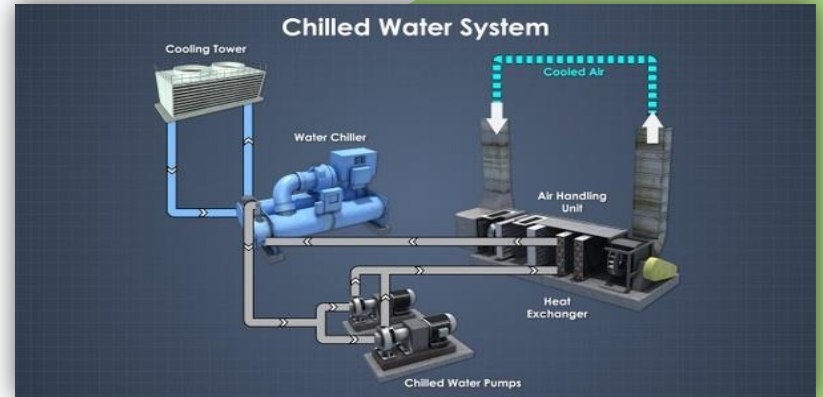 Chilled Water System
Cooling Tower
Cooled Air
Water Chiller
Air Handling
Unit
Heat
Exchanger
Chilled Water Pumps